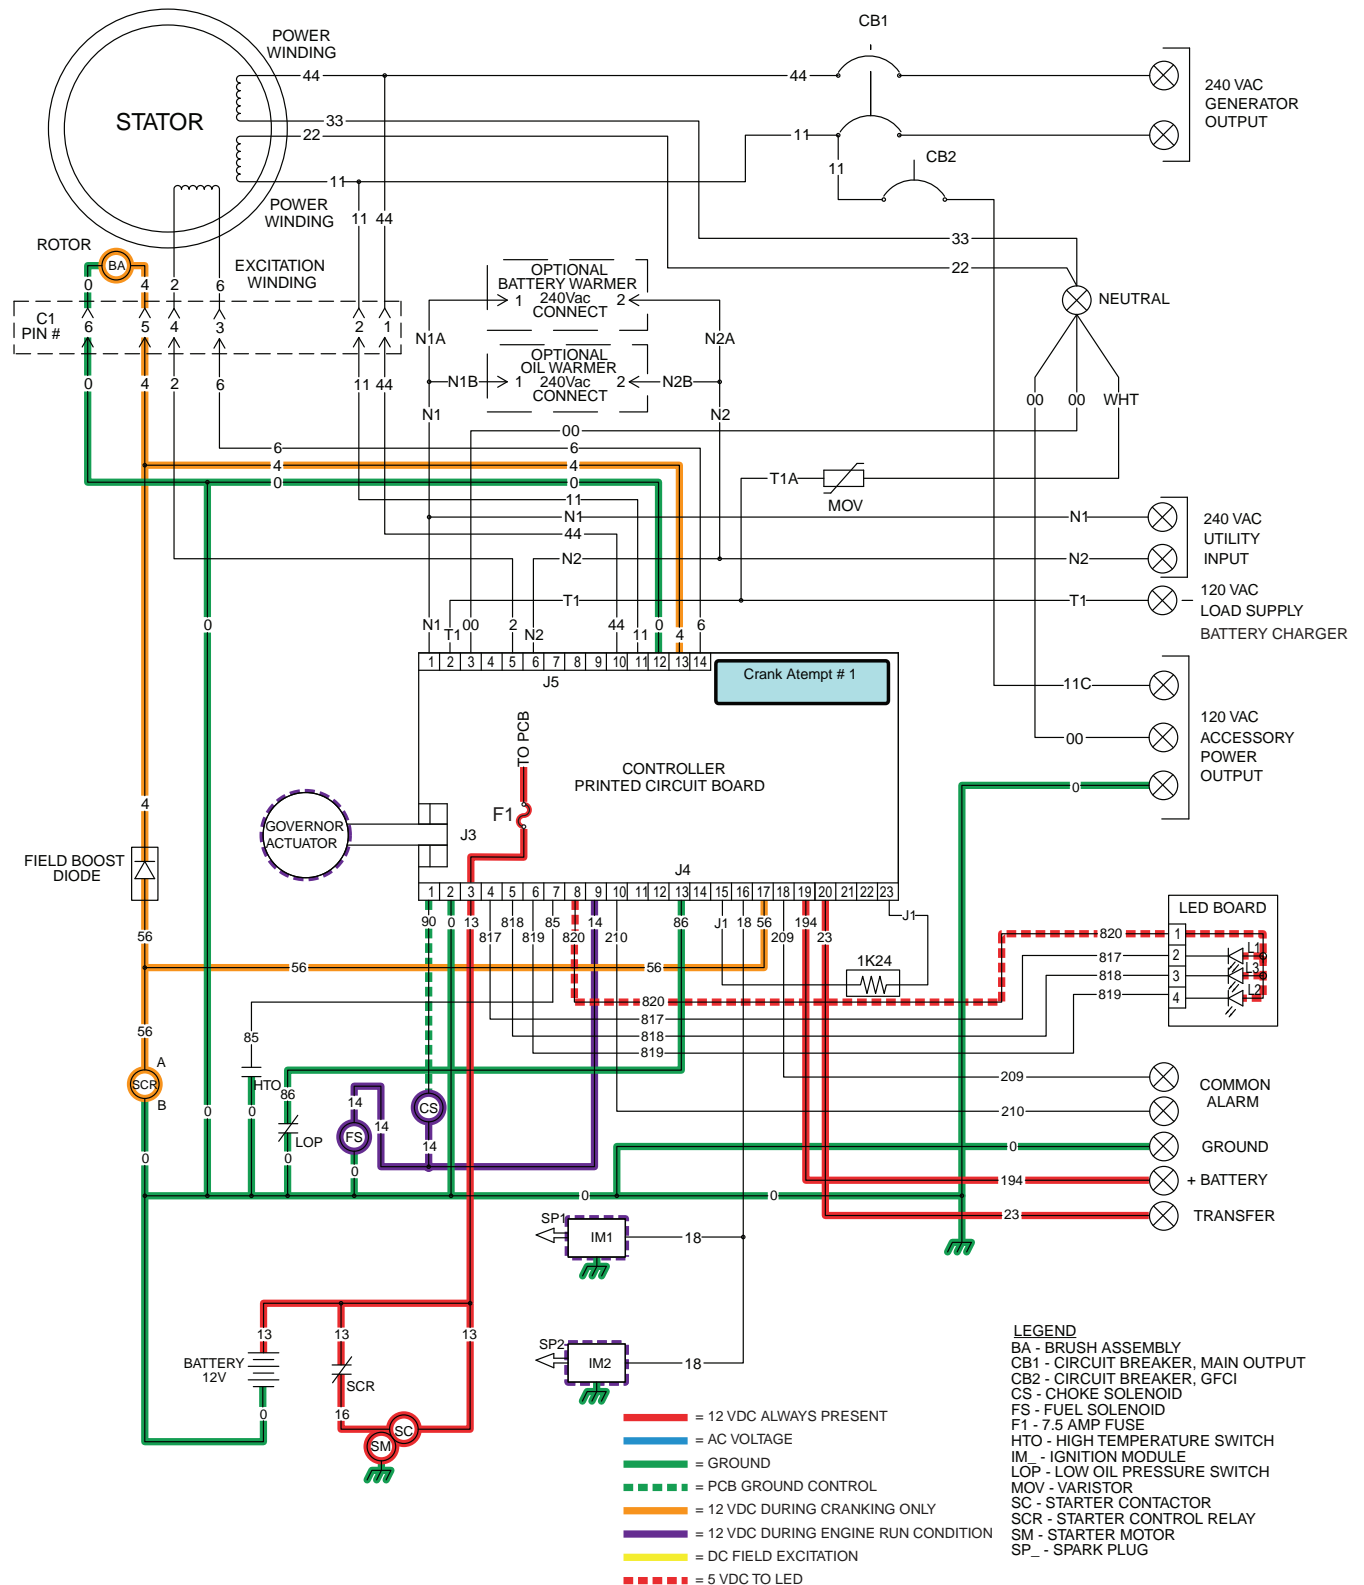 CB1
POWER
WINDING
44
44
240 VAC
GENERATOR
OUTPUT
STATOR
33
22
11
11
CB2
11
POWER
WINDING
11
44
ROTOR
BA
EXCITATION
WINDING
33
22
NEUTRAL
0
4
2
6
C1
PIN #
6
5
4
3
2
1
0
4
2
6
11
44
OPTIONAL
BATTERY WARMER
1 240Vac 2
CONNECT
N1A
N2A
OPTIONAL
OIL WARMER
1 240Vac 2
CONNECT
N1B
N2B
N1
N2
00
00
WHT
00
6
6
4
4
0
0
11
N1
44
T1A
MOV
N1
240 VAC
UTILITY
INPUT
N2
N2
T1
T1
120 VAC
LOAD SUPPLY
BATTERY CHARGER
0
N1
T1
00
2
N2
44
11
0
4
6
1 2 3 4 5 6 7 8 9 10 11 12 13 14
J5
Crank Atempt # 1
11C
120 VAC
ACCESSORY
POWER
OUTPUT
00
0
TO PCB
F1
CONTROLLER
PRINTED CIRCUIT BOARD
GOVERNOR
ACTUATOR
J3
J4
4
FIELD BOOST
DIODE
1 2 3 4 5 6 7 8 9 10 11 12 13 14 15 16 17 18 19 20 21 22 23
90
0
13
817
818
819
85
820
14
210
86
J1
18
56
209
194
23
J1
56
56
56
1K24
LED BOARD
820
1
817
2
818
3
819
4
L1
L3
L2
820
817
818
819
56
SCR
A
B
85
HTO
86
LOP
14
14
FS
CS
14
0
0
0
0
0
209
210
COMMON
ALARM
0
GROUND
194
+ BATTERY
23
TRANSFER
0
0
SP1
IM1
18
SP2
IM2
18
13
13
13
BATTERY
12V
SCR
0
16
SC
SM
= 12 VDC ALWAYS PRESENT
= AC VOLTAGE
= GROUND
= PCB GROUND CONTROL
= 12 VDC DURING CRANKING ONLY
= 12 VDC DURING ENGINE RUN CONDITION
= DC FIELD EXCITATION
= 5 VDC TO LED
LEGEND
BA - BRUSH ASSEMBLY
CB1 - CIRCUIT BREAKER, MAIN OUTPUT
CB2 - CIRCUIT BREAKER, GFCI
CS - CHOKE SOLENOID
FS - FUEL SOLENOID
F1 - 7.5 AMP FUSE
HTO - HIGH TEMPERATURE SWITCH
IM_ - IGNITION MODULE
LOP - LOW OIL PRESSURE SWITCH
MOV - VARISTOR
SC - STARTER CONTACTOR
SCR - STARTER CONTROL RELAY
SM - STARTER MOTOR
SP_ - SPARK PLUG